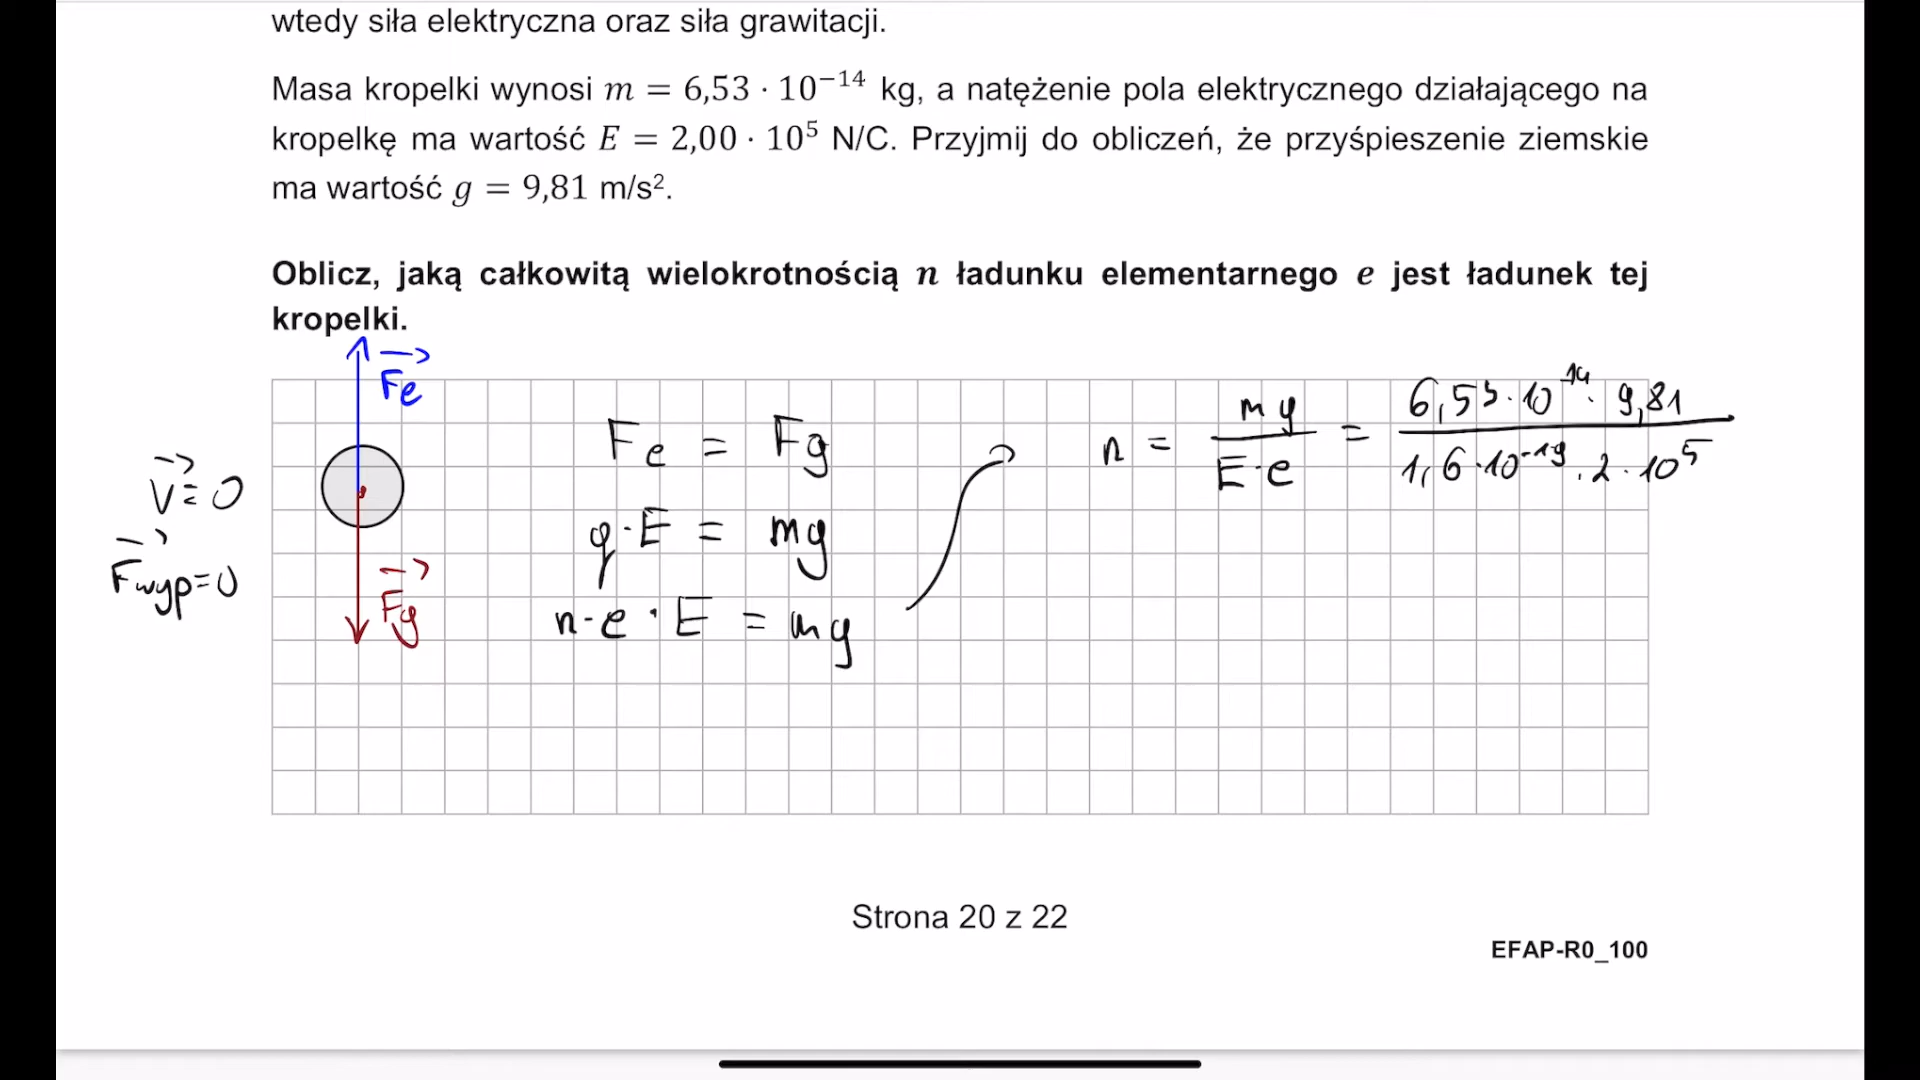 wtedy siła elektryczna oraz siła grawitacji.
Masa kropelki wynosi m = 6,53 · 10⁻¹⁴ kg, a natężenie pola elektrycznego działającego na
kropelkę ma wartość E = 2,00 · 10⁵ N/C. Przyjmij do obliczeń, że przyśpieszenie ziemskie
ma wartość g = 9,81 m/s².
Oblicz, jaką całkowitą wielokrotnością n ładunku elementarnego e jest ładunek tej
kropelki.
Fe
V = 0
Fwyp = 0
Fg
Fe = Fg
q · E = mg
n · e · E = mg
n = mg / E · e = 6,53 · 10⁻¹⁴ · 9,81 / 1,6 · 10⁻¹⁹ · 2 · 10⁵
Strona 20 z 22
EFAP-R0_100